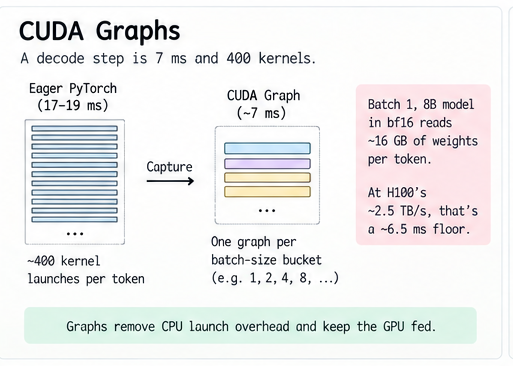 CUDA Graphs
A decode step is 7 ms and 400 kernels.
Eager PyTorch
(17–19 ms)
...
~400 kernel
launches per token
Capture
CUDA Graph
(~7 ms)
...
One graph per
batch-size bucket
(e.g. 1, 2, 4, 8, ...)
Batch 1, 8B model
in bf16 reads
~16 GB of weights
per token.
At H100's
~2.5 TB/s, that's
a ~6.5 ms floor.
Graphs remove CPU launch overhead and keep the GPU fed.